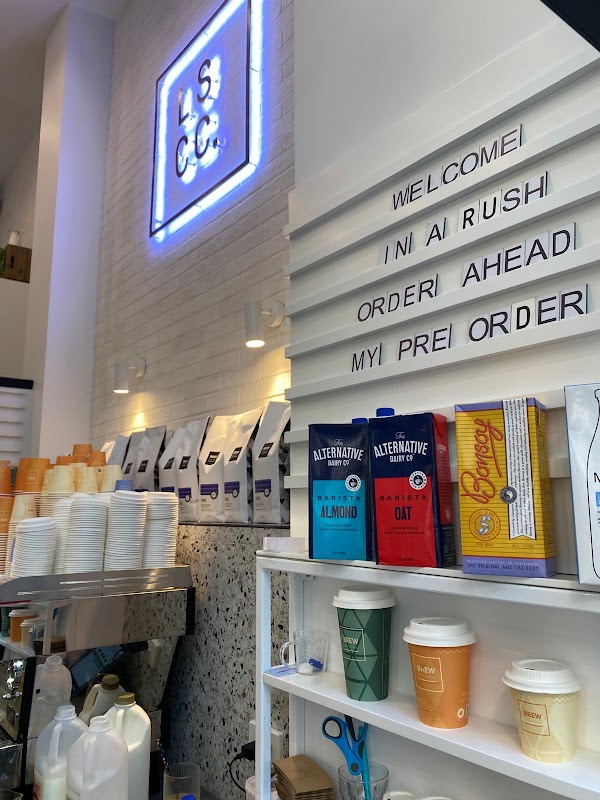 LS
CC.
WELCOME
IN A RUSH
ORDER AHEAD
MY PRE ORDER
The
ALTERNATIVE
DAIRY CO
BARISTA
ALMOND
The
ALTERNATIVE
DAIRY CO
BARISTA
OAT
Bonsoy
THE ORIGINAL AND THE BEST
BREW
BREW
BREW